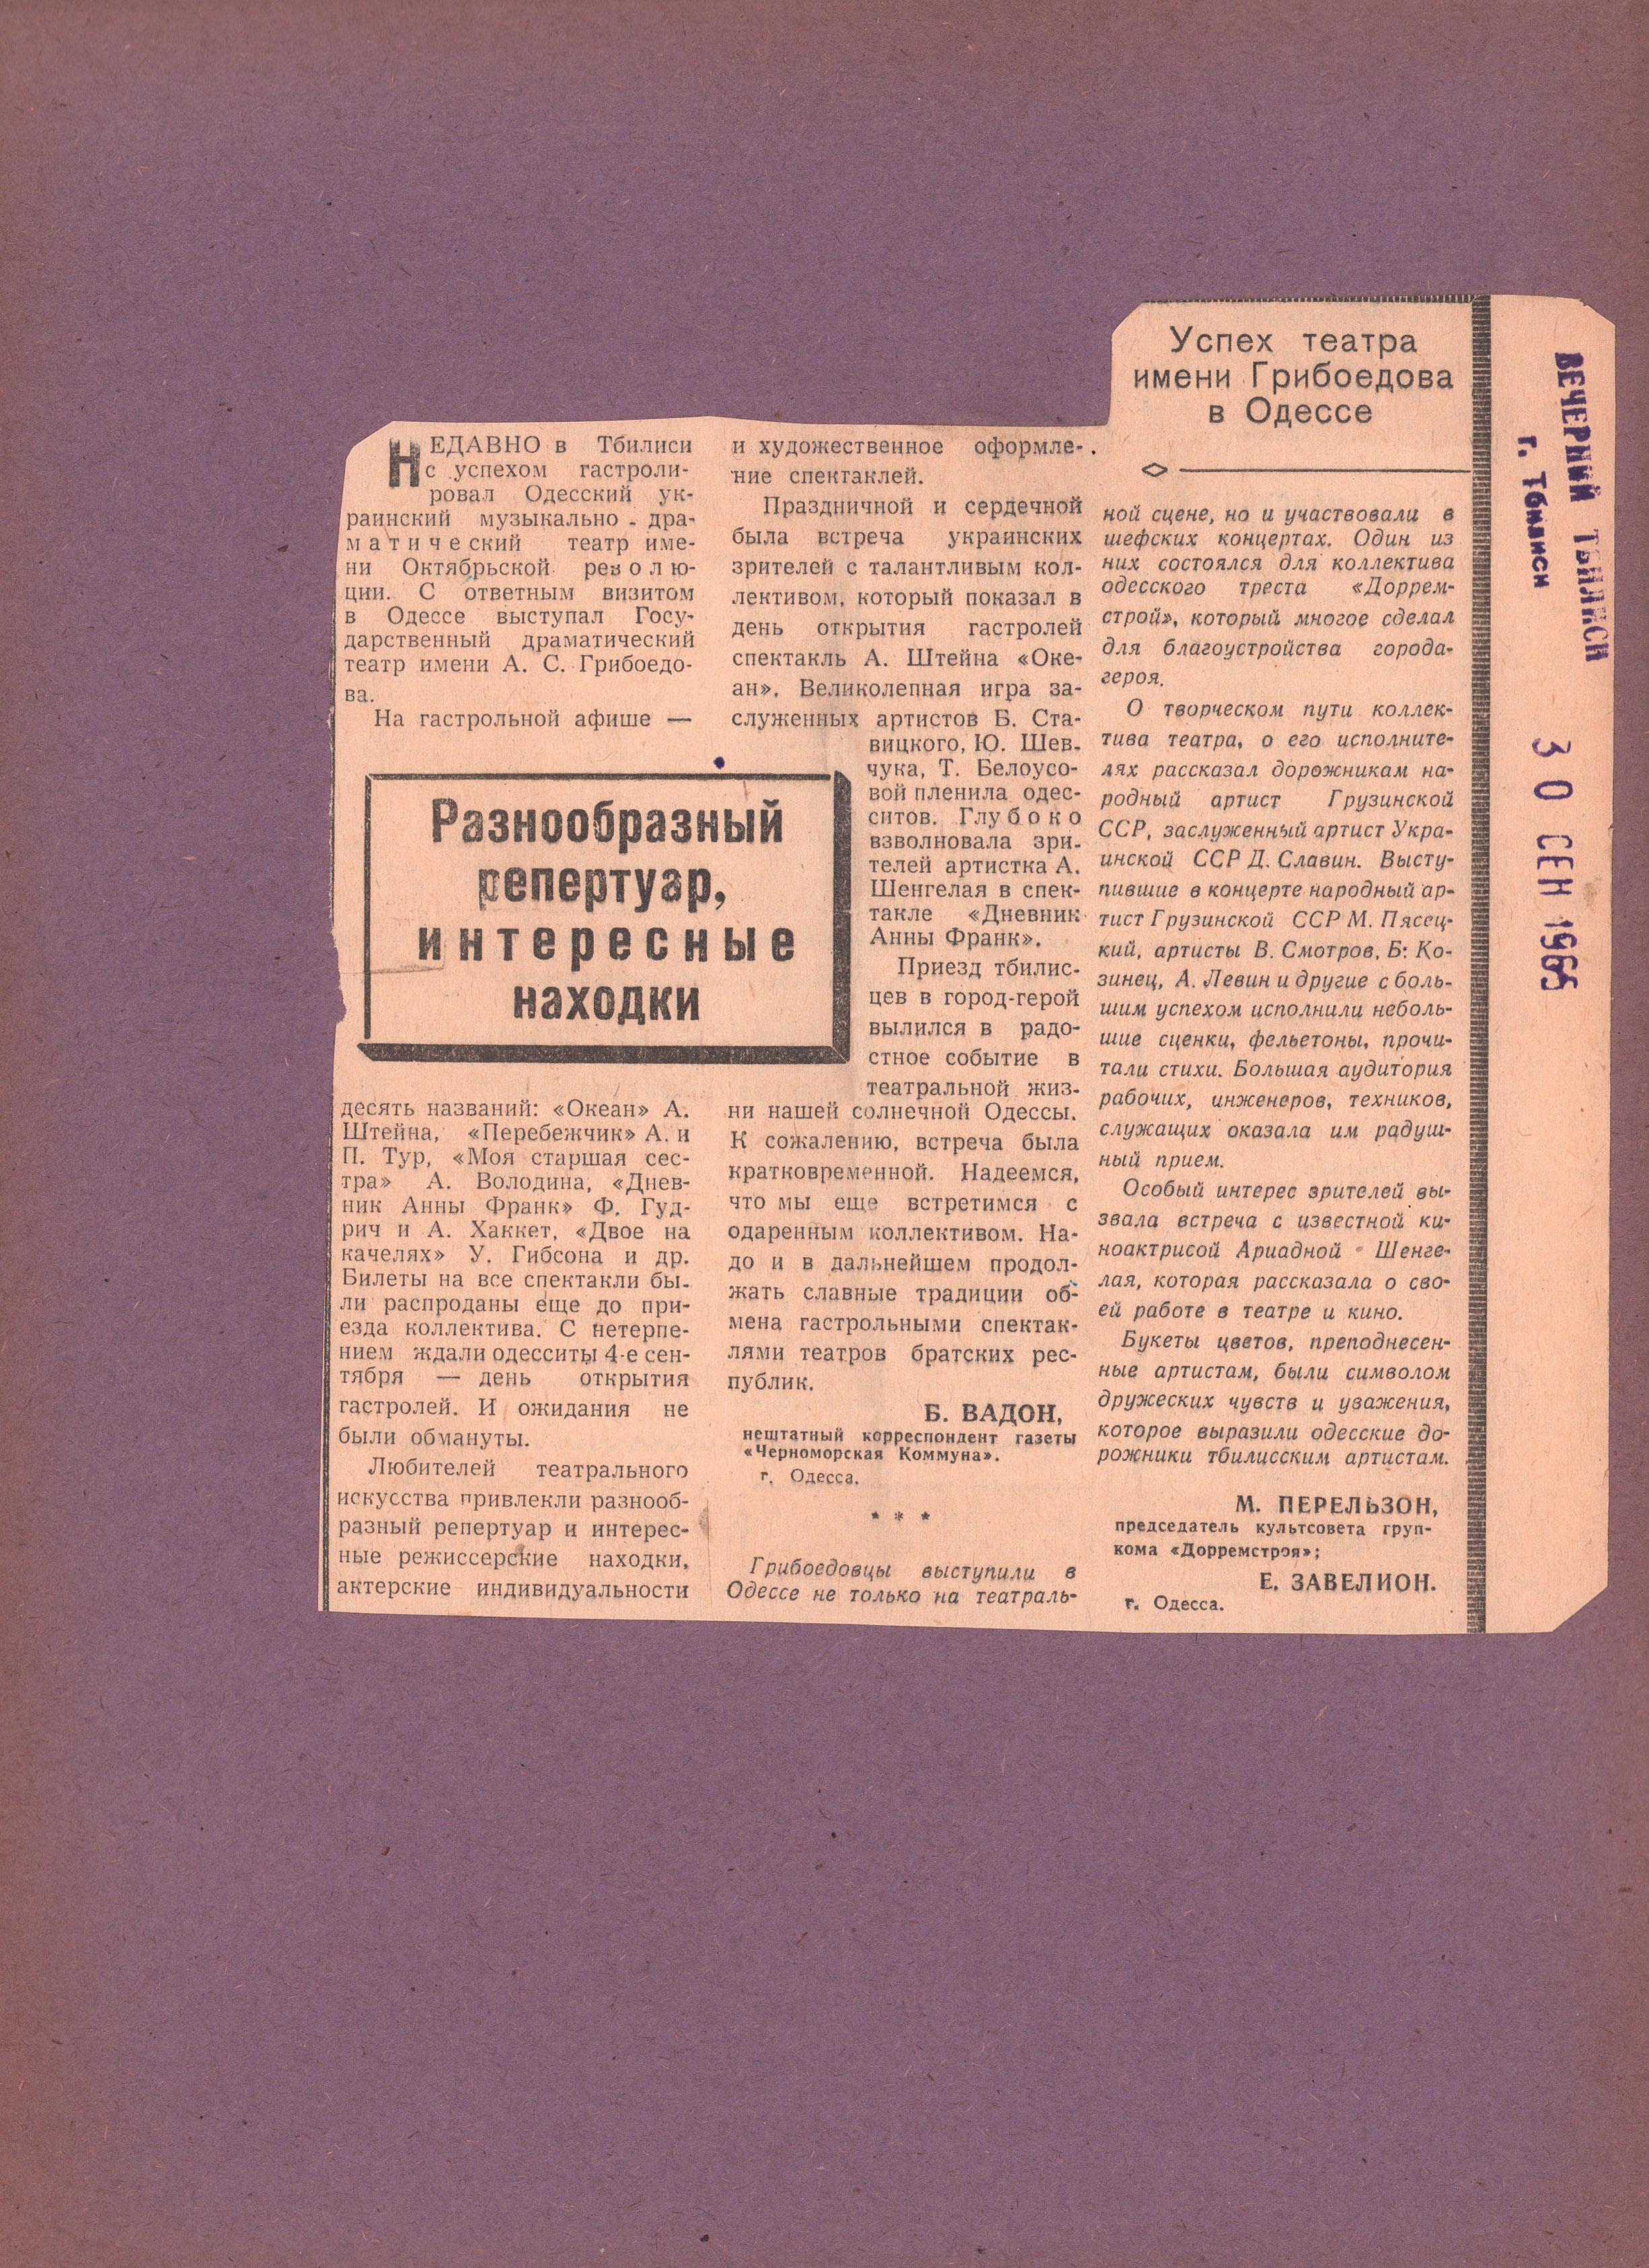 Успех театра
имени Грибоедова
в Одессе
НЕДАВНО в Тбилиси
с успехом гастроли-
ровал Одесский ук-
раинский музыкально - дра-
матический театр име-
ни Октябрьской револю-
ции. С ответным визитом
в Одессе выступал Госу-
дарственный драматический
театр имени А. С. Грибоедо-
ва.
На гастрольной афише —
Разнообразный
репертуар,
интересные
находки
десять названий: «Океан» А.
Штейна, «Перебежчик» А. и
П. Тур, «Моя старшая сес-
тра» А. Володина, «Днев-
ник Анны Франк» Ф. Гуд-
рич и А. Хаккет, «Двое на
качелях» У. Гибсона и др.
Билеты на все спектакли бы-
ли распроданы еще до при-
езда коллектива. С нетерпе-
нием ждали одесситы 4-е сен-
тября — день открытия
гастролей. И ожидания не
были обмануты.
Любителей театрального
искусства привлекли разнооб-
разный репертуар и интерес-
ные режиссерские находки,
актерские индивидуальности
и художественное оформле-
ние спектаклей.
Праздничной и сердечной
была встреча украинских
зрителей с талантливым кол-
лективом, который показал в
день открытия гастролей
спектакль А. Штейна «Оке-
ан». Великолепная игра за-
служенных артистов Б. Ста-
вицкого, Ю. Шев-
чука, Т. Белоусо-
вой пленила одес-
ситов. Глубоко
взволновала зри-
телей артистка А.
Шенгелая в спек-
такле «Дневник
Анны Франк».
Приезд тбилис-
цев в город-герой
вылился в радо-
стное событие в
театральной жиз-
ни нашей солнечной Одессы.
К сожалению, встреча была
кратковременной. Надеемся,
что мы еще встретимся с
одаренным коллективом. На-
до и в дальнейшем продол-
жать славные традиции об-
мена гастрольными спектак-
лями театров братских рес-
публик.
Б. ВАДОН,
нештатный корреспондент газеты
«Черноморская Коммуна».
г. Одесса.
* * *
Грибоедовцы выступили в
Одессе не только на театраль-
ной сцене, но и участвовали в
шефских концертах. Один из
них состоялся для коллектива
одесского треста «Доррем-
строй», который многое сделал
для благоустройства города-
героя.
О творческом пути коллек-
тива театра, о его исполните-
лях рассказал дорожникам на-
родный артист Грузинской
ССР, заслуженный артист Укра-
инской ССР Д. Славин. Высту-
пившие в концерте народный ар-
тист Грузинской ССР М. Пясец-
кий, артисты В. Смотров, Б. Ко-
зинец, А. Левин и другие с боль-
шим успехом исполнили неболь-
шие сценки, фельетоны, прочи-
тали стихи. Большая аудитория
рабочих, инженеров, техников,
служащих оказала им радуш-
ный прием.
Особый интерес зрителей вы-
звала встреча с известной ки-
ноактрисой Ариадной Шенге-
лая, которая рассказала о сво-
ей работе в театре и кино.
Букеты цветов, преподнесен-
ные артистам, были символом
дружеских чувств и уважения,
которое выразили одесские до-
рожники тбилисским артистам.
М. ПЕРЕЛЬЗОН,
председатель культсовета груп-
кома «Дорремстроя»;
Е. ЗАВЕЛИОН.
г. Одесса.
ВЕЧЕРНИЙ ТБИЛИСИ
г. Тбилиси
30 СЕН 1965